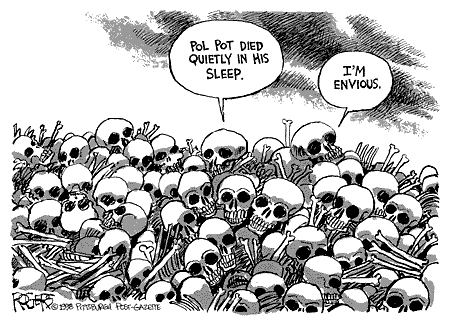 POL POT DIED
QUIETLY IN HIS
SLEEP.
I'M
ENVIOUS.
ROGERS ©1998 PITTSBURGH POST-GAZETTE